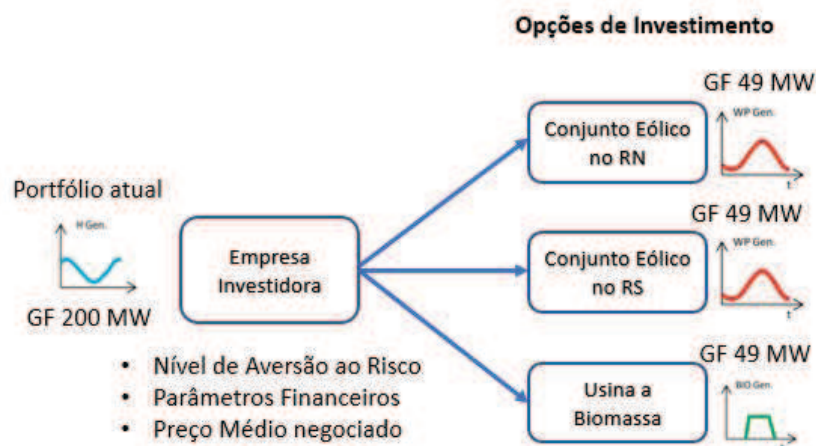 Opções de Investimento
GF 49 MW
WP Gen.
Conjunto Eólico
no RN
t
Portfólio atual
H Gen.
GF 200 MW
Empresa
Investidora
GF 49 MW
WP Gen.
Conjunto Eólico
no RS
t
• Nível de Aversão ao Risco
• Parâmetros Financeiros
• Preço Médio negociado
GF 49 MW
BIO Gen.
Usina a
Biomassa
t